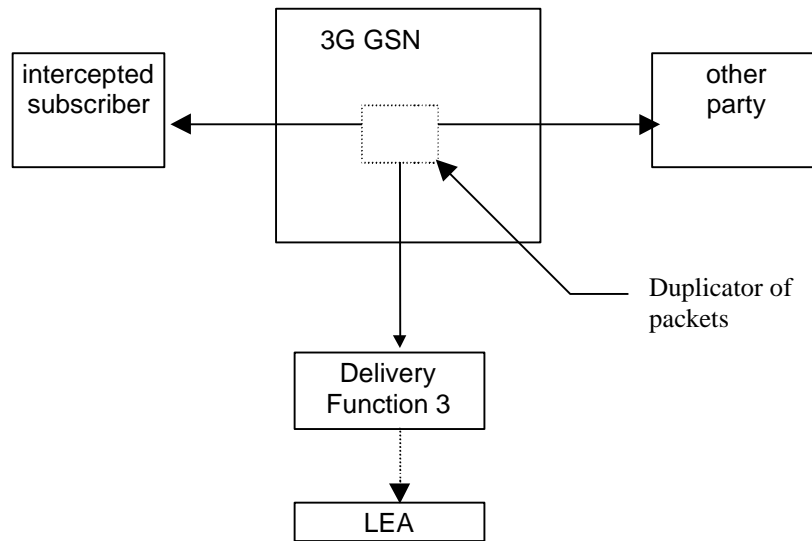 3G GSN
intercepted
subscriber
other
party
Duplicator of
packets
Delivery
Function 3
LEA